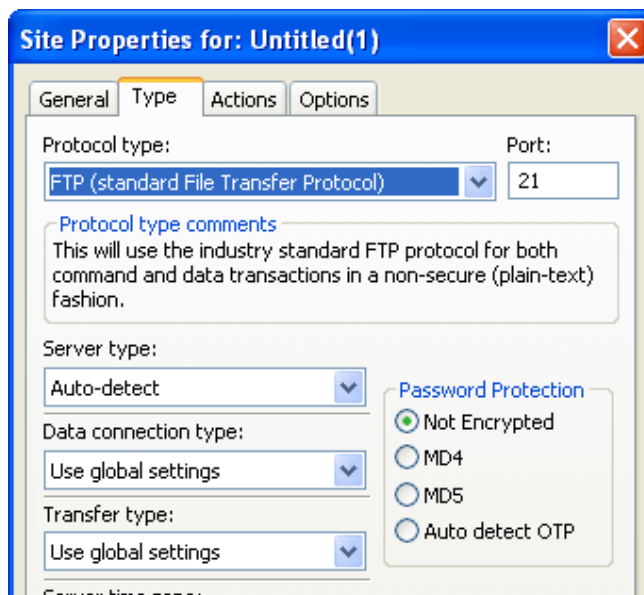 Site Properties for: Untitled(1)
General Type Actions Options
Protocol type: Port:
FTP (standard File Transfer Protocol) 21
Protocol type comments
This will use the industry standard FTP protocol for both
command and data transactions in a non-secure (plain-text)
fashion.
Server type:
Auto-detect
Data connection type:
Use global settings
Transfer type:
Use global settings
Password Protection
Not Encrypted
MD4
MD5
Auto detect OTP
Server time zone: